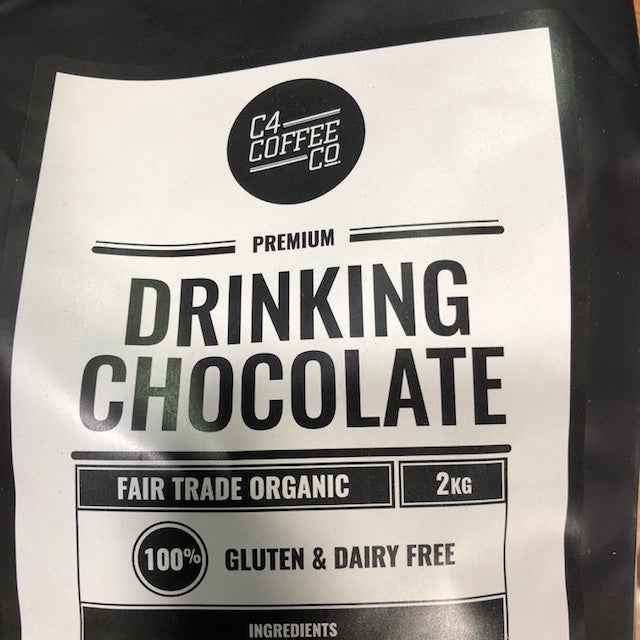 C4
COFFEE
CO
PREMIUM
DRINKING
CHOCOLATE
FAIR TRADE ORGANIC
2KG
100% GLUTEN & DAIRY FREE
INGREDIENTS